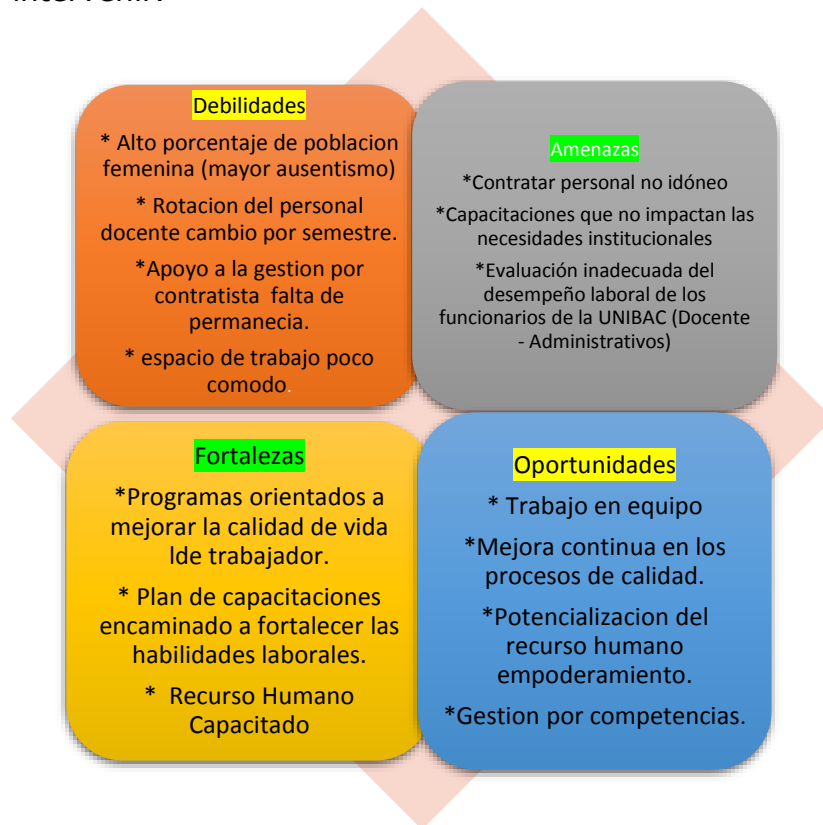 Debilidades
* Alto porcentaje de poblacion
femenina (mayor ausentismo)
* Rotacion del personal
docente cambio por semestre.
*Apoyo a la gestion por
contratista falta de
permanecia.
* espacio de trabajo poco
comodo.
Amenazas
*Contratar personal no idóneo
*Capacitaciones que no impactan las
necesidades institucionales
*Evaluación inadecuada del
desempeño laboral de los
funcionarios de la UNIBAC (Docente
- Administrativos)
Fortalezas
*Programas orientados a
mejorar la calidad de vida
lde trabajador.
* Plan de capacitaciones
encaminado a fortalecer las
habilidades laborales.
* Recurso Humano
Capacitado
Oportunidades
* Trabajo en equipo
*Mejora continua en los
procesos de calidad.
*Potencializacion del
recurso humano
empoderamiento.
*Gestion por competencias.